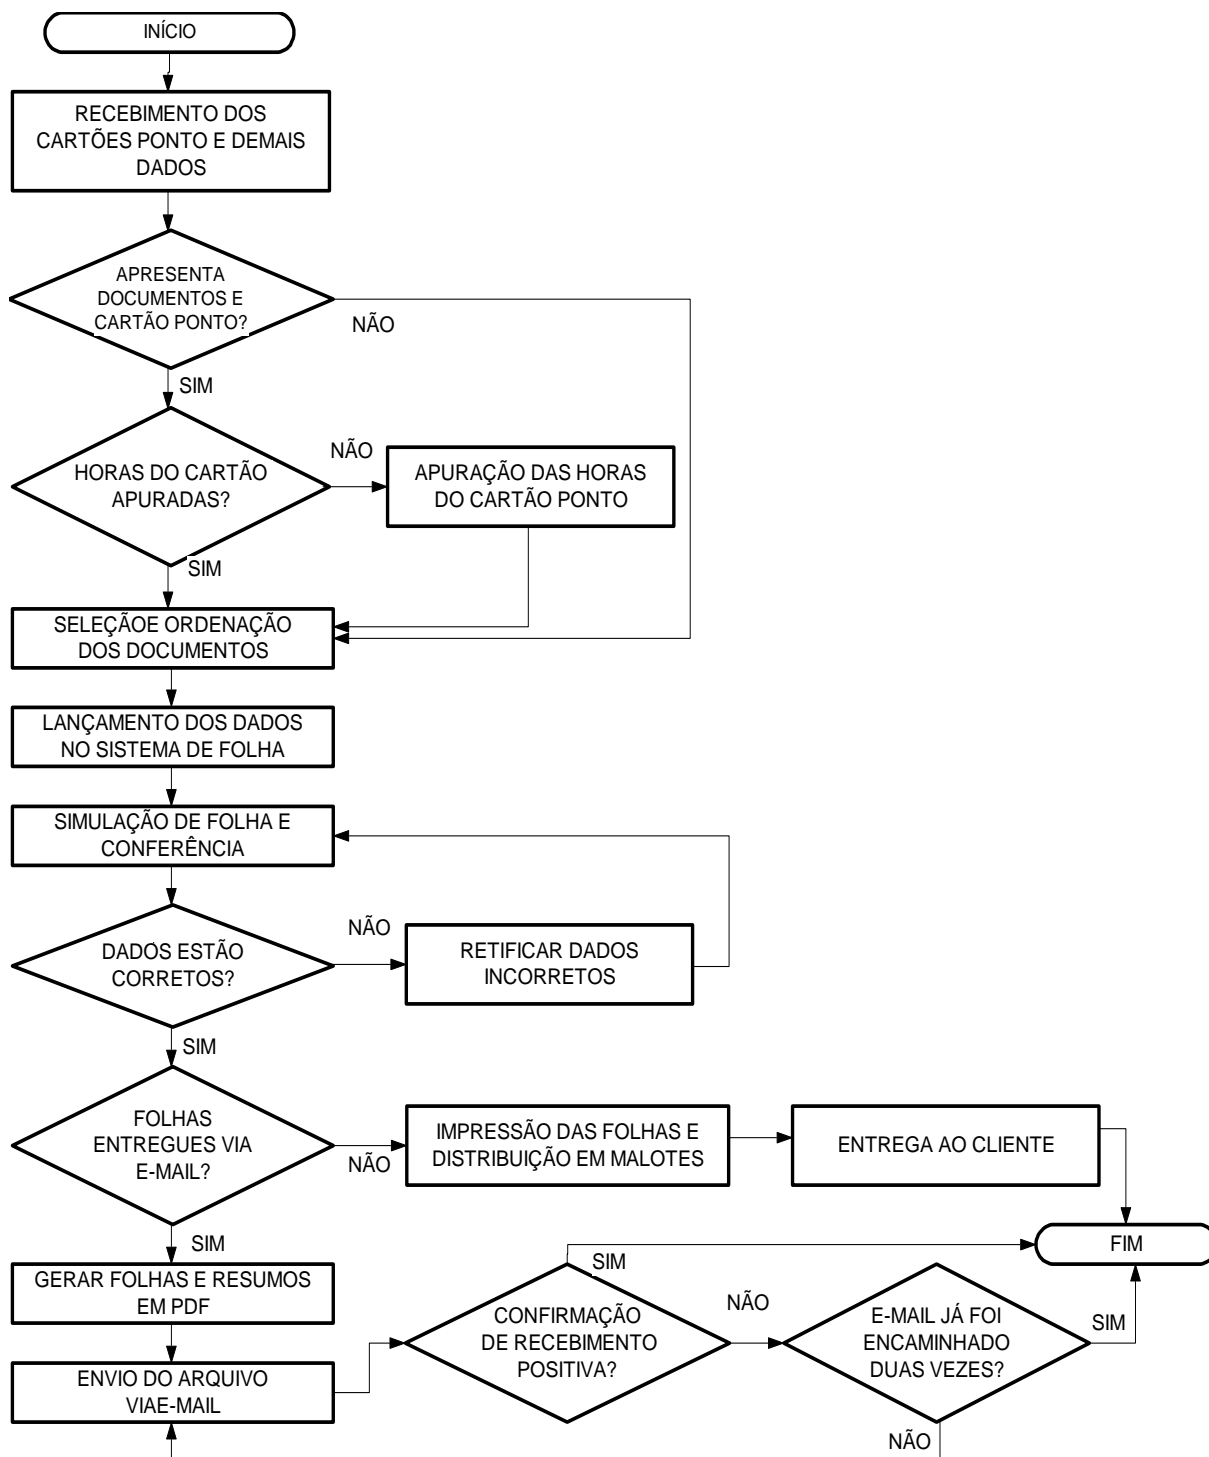 INÍCIO
RECEBIMENTO DOS
CARTÕES PONTO E DEMAIS
DADOS
APRESENTA
DOCUMENTOS E
CARTÃO PONTO?
NÃO
SIM
HORAS DO CARTÃO
APURADAS?
NÃO
APURAÇÃO DAS HORAS
DO CARTÃO PONTO
SIM
SELEÇÃOE ORDENAÇÃO
DOS DOCUMENTOS
LANÇAMENTO DOS DADOS
NO SISTEMA DE FOLHA
SIMULAÇÃO DE FOLHA E
CONFERÊNCIA
DADOS ESTÃO
CORRETOS?
NÃO
RETIFICAR DADOS
INCORRETOS
SIM
FOLHAS
ENTREGUES VIA
E-MAIL?
NÃO
IMPRESSÃO DAS FOLHAS E
DISTRIBUIÇÃO EM MALOTES
ENTREGA AO CLIENTE
FIM
SIM
GERAR FOLHAS E RESUMOS
EM PDF
ENVIO DO ARQUIVO
VIAE-MAIL
SIM
CONFIRMAÇÃO
DE RECEBIMENTO
POSITIVA?
NÃO
E-MAIL JÁ FOI
ENCAMINHADO
DUAS VEZES?
SIM
NÃO